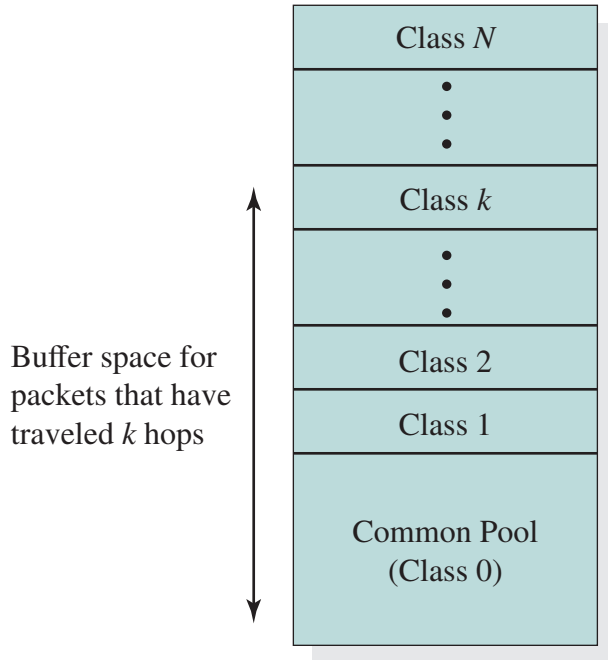 Class N
Class k
Class 2
Class 1
Common Pool
(Class 0)
Buffer space for
packets that have
traveled k hops